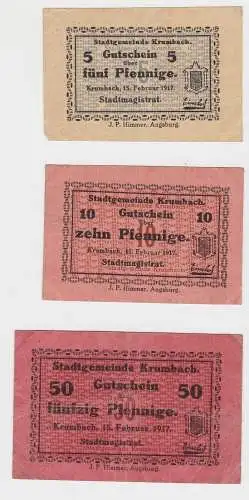 Stadtgemeinde Krumbach.
5 Gutschein 5
über
fünf Pfennige.
Krumbach, 15. Februar 1917.
Stadtmagistrat.
J. P. Himmer, Augsburg.
Stadtgemeinde Krumbach.
10 Gutschein 10
zehn Pfennige.
Krumbach, 15. Februar 1917.
Stadtmagistrat.
J. P. Himmer, Augsburg.
Stadtgemeinde Krumbach.
50 Gutschein 50
fünfzig Pfennige.
Krumbach, 15. Februar 1917.
Stadtmagistrat.
J. P. Himmer, Augsburg.